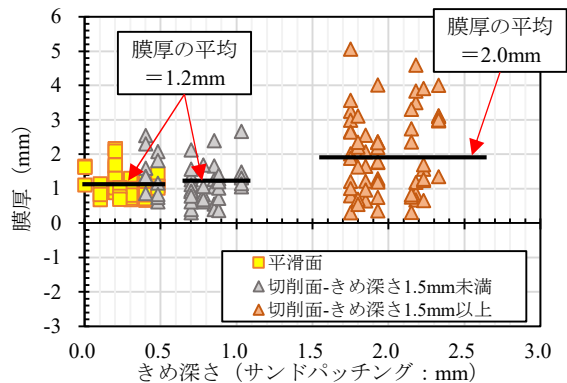 膜厚の平均
＝1.2mm
膜厚の平均
＝2.0mm
6
5
4
3
2
1
0
-1
-2
-3
膜厚（mm）
平滑面
切削面-きめ深さ1.5mm未満
切削面-きめ深さ1.5mm以上
0.0 0.5 1.0 1.5 2.0 2.5 3.0
きめ深さ（サンドパッチング：mm）